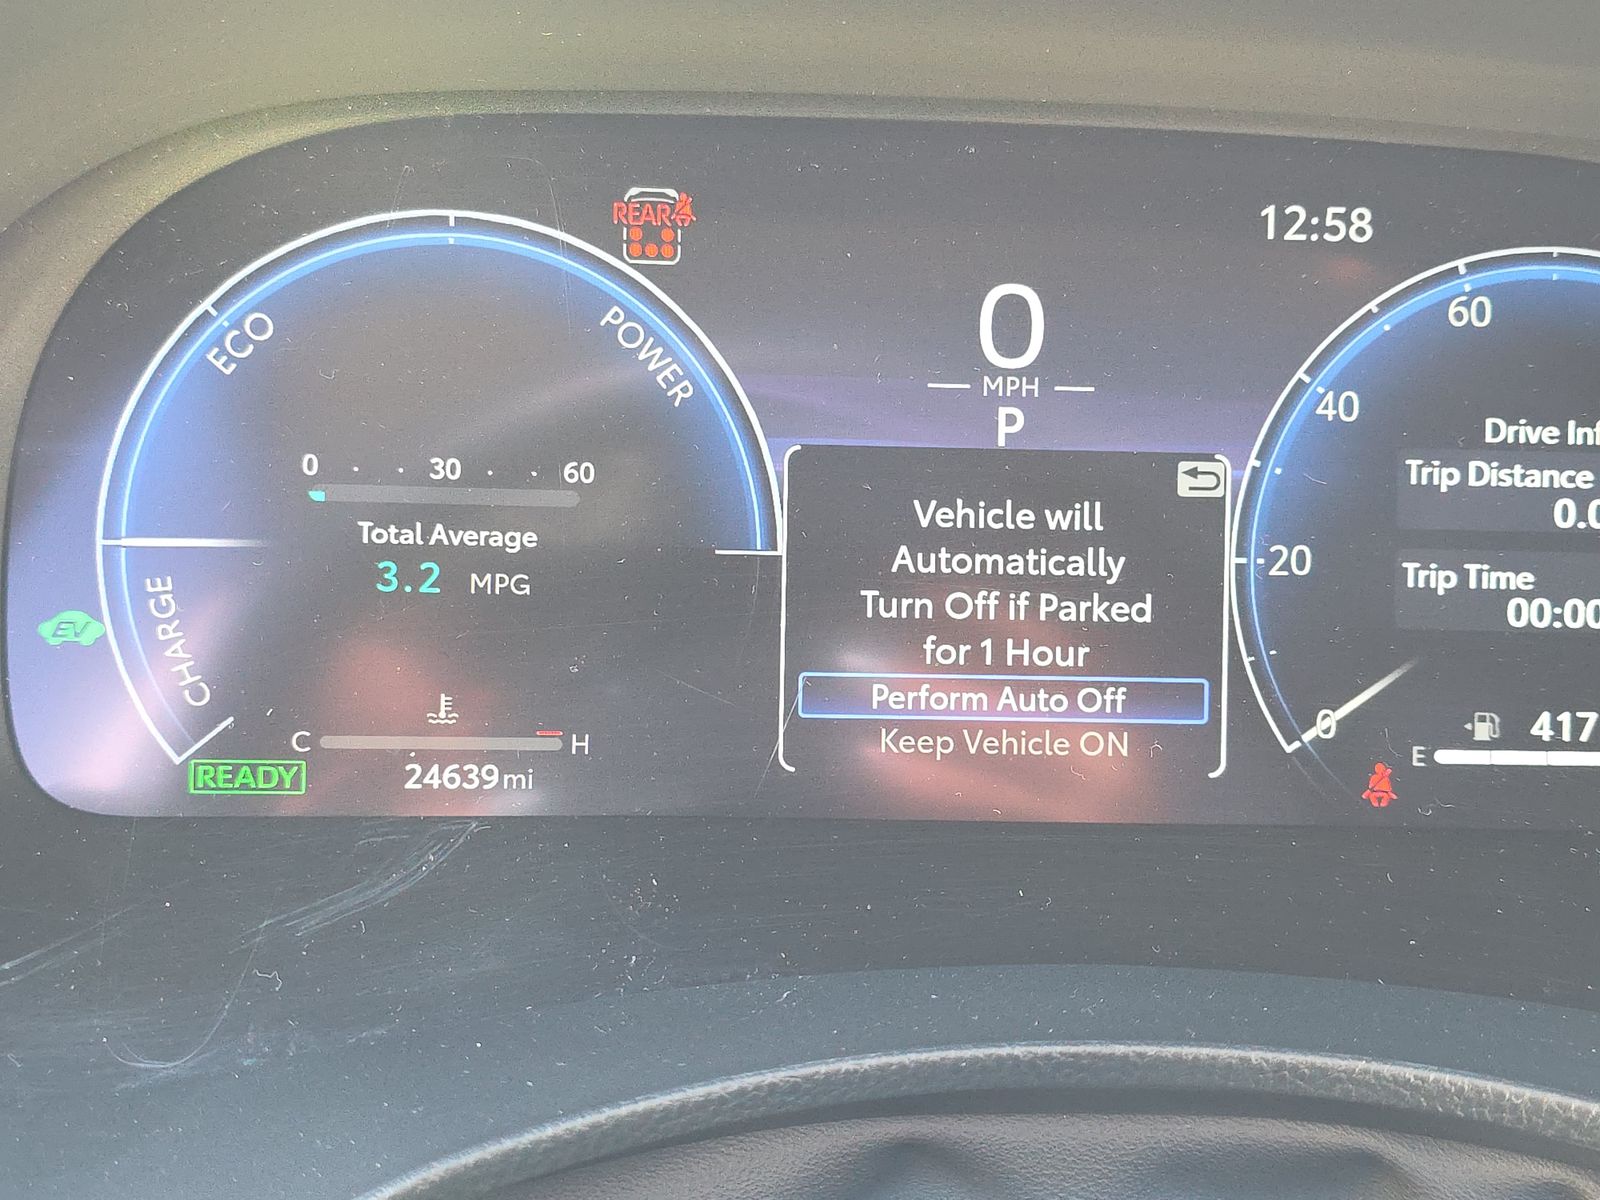 REAR
12:58
0
MPH
P
ECO
POWER
CHARGE
0 30 60
Total Average
3.2 MPG
C H
READY
24639 mi
EV
Vehicle will
Automatically
Turn Off if Parked
for 1 Hour
Perform Auto Off
Keep Vehicle ON
60
40
20
0
Drive Inf
Trip Distance
0.0
Trip Time
00:00
417
E